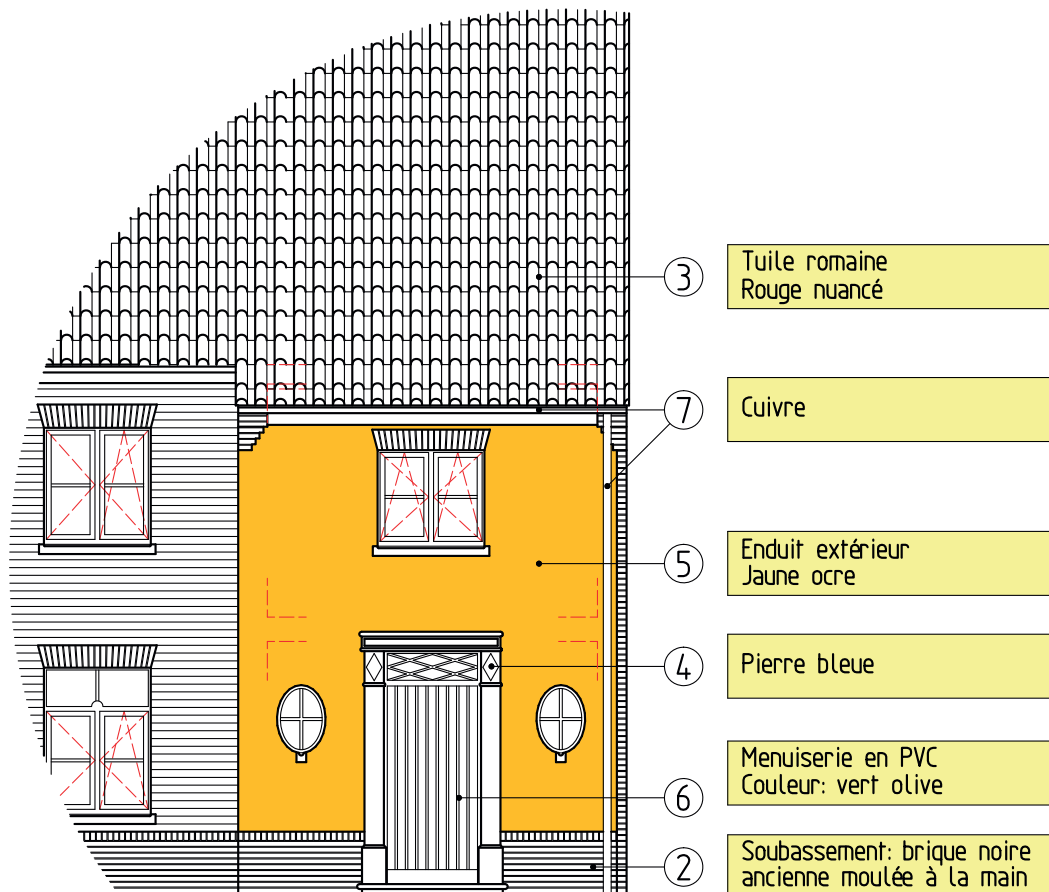 3
Tuile romaine
Rouge nuancé
7
Cuivre
5
Enduit extérieur
Jaune ocre
4
Pierre bleue
6
Menuiserie en PVC
Couleur: vert olive
2
Soubassement: brique noire
ancienne moulée à la main